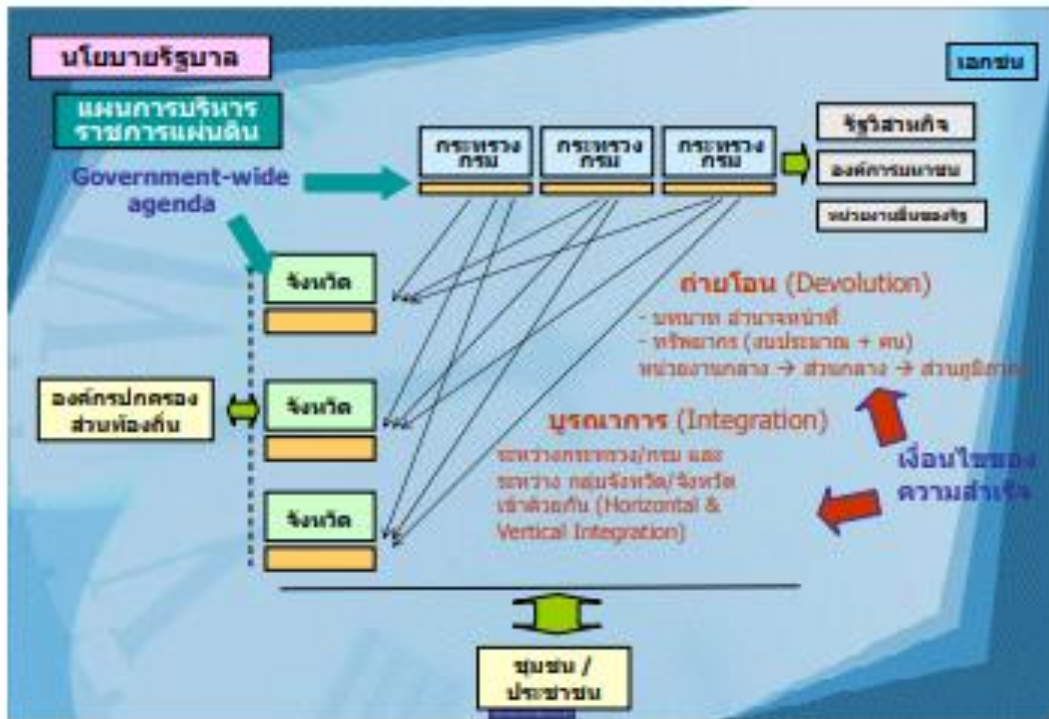 นโยบายรัฐบาล
เอกชน
แผนการบริหาร
ราชการแผ่นดิน
Government-wide
agenda
กระทรวง
กรม
กระทรวง
กรม
กระทรวง
กรม
รัฐวิสาหกิจ
องค์การมหาชน
หน่วยงานอื่นของรัฐ
จังหวัด
จังหวัด
จังหวัด
องค์กรปกครอง
ส่วนท้องถิ่น
ถ่ายโอน (Devolution)
- บทบาท อำนาจหน้าที่
- ทรัพยากร (งบประมาณ + คน)
หน่วยงานกลาง → ส่วนกลาง → ส่วนภูมิภาค
บูรณาการ (Integration)
ระหว่างกระทรวง/กรม และ
ระหว่าง กลุ่มจังหวัด/จังหวัด
เข้าด้วยกัน (Horizontal &
Vertical Integration)
เงื่อนไขของ
ความสำเร็จ
ชุมชน /
ประชาชน